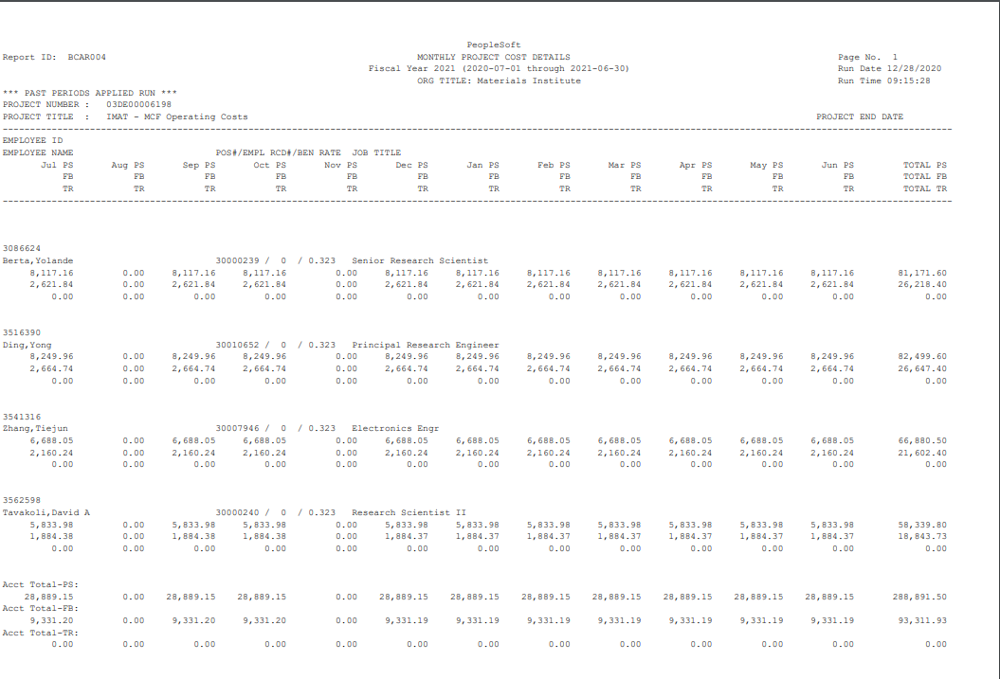 PeopleSoft
Report ID: BCAR004 MONTHLY PROJECT COST DETAILS Page No. 1
Fiscal Year 2021 (2020-07-01 through 2021-06-30) Run Date 12/28/2020
ORG TITLE: Materials Institute Run Time 09:15:28
*** PAST PERIODS APPLIED RUN ***
PROJECT NUMBER : 03DE00006198
PROJECT TITLE : IMAT - MCF Operating Costs PROJECT END DATE
EMPLOYEE ID
EMPLOYEE NAME POS#/EMPL RCD#/BEN RATE JOB TITLE
Jul PS Aug PS Sep PS Oct PS Nov PS Dec PS Jan PS Feb PS Mar PS Apr PS May PS Jun PS TOTAL PS
FB FB FB FB FB FB FB FB FB FB FB FB TOTAL FB
TR TR TR TR TR TR TR TR TR TR TR TR TOTAL TR
3086624
Berta,Yolande 30000239 / 0 / 0.323 Senior Research Scientist
8,117.16 0.00 8,117.16 8,117.16 0.00 8,117.16 8,117.16 8,117.16 8,117.16 8,117.16 8,117.16 8,117.16 81,171.60
2,621.84 0.00 2,621.84 2,621.84 0.00 2,621.84 2,621.84 2,621.84 2,621.84 2,621.84 2,621.84 2,621.84 26,218.40
0.00 0.00 0.00 0.00 0.00 0.00 0.00 0.00 0.00 0.00 0.00 0.00 0.00
3516390
Ding,Yong 30010652 / 0 / 0.323 Principal Research Engineer
8,249.96 0.00 8,249.96 8,249.96 0.00 8,249.96 8,249.96 8,249.96 8,249.96 8,249.96 8,249.96 8,249.96 82,499.60
2,664.74 0.00 2,664.74 2,664.74 0.00 2,664.74 2,664.74 2,664.74 2,664.74 2,664.74 2,664.74 2,664.74 26,647.40
0.00 0.00 0.00 0.00 0.00 0.00 0.00 0.00 0.00 0.00 0.00 0.00 0.00
3541316
Zhang,Tiejun 30007946 / 0 / 0.323 Electronics Engr
6,688.05 0.00 6,688.05 6,688.05 0.00 6,688.05 6,688.05 6,688.05 6,688.05 6,688.05 6,688.05 6,688.05 66,880.50
2,160.24 0.00 2,160.24 2,160.24 0.00 2,160.24 2,160.24 2,160.24 2,160.24 2,160.24 2,160.24 2,160.24 21,602.40
0.00 0.00 0.00 0.00 0.00 0.00 0.00 0.00 0.00 0.00 0.00 0.00 0.00
3562598
Tavakoli,David A 30000240 / 0 / 0.323 Research Scientist II
5,833.98 0.00 5,833.98 5,833.98 0.00 5,833.98 5,833.98 5,833.98 5,833.98 5,833.98 5,833.98 5,833.98 58,339.80
1,884.38 0.00 1,884.38 1,884.38 0.00 1,884.37 1,884.37 1,884.37 1,884.37 1,884.37 1,884.37 1,884.37 18,843.73
0.00 0.00 0.00 0.00 0.00 0.00 0.00 0.00 0.00 0.00 0.00 0.00 0.00
Acct Total-PS:
28,889.15 0.00 28,889.15 28,889.15 0.00 28,889.15 28,889.15 28,889.15 28,889.15 28,889.15 28,889.15 28,889.15 288,891.50
Acct Total-FB:
9,331.20 0.00 9,331.20 9,331.20 0.00 9,331.19 9,331.19 9,331.19 9,331.19 9,331.19 9,331.19 9,331.19 93,311.93
Acct Total-TR:
0.00 0.00 0.00 0.00 0.00 0.00 0.00 0.00 0.00 0.00 0.00 0.00 0.00